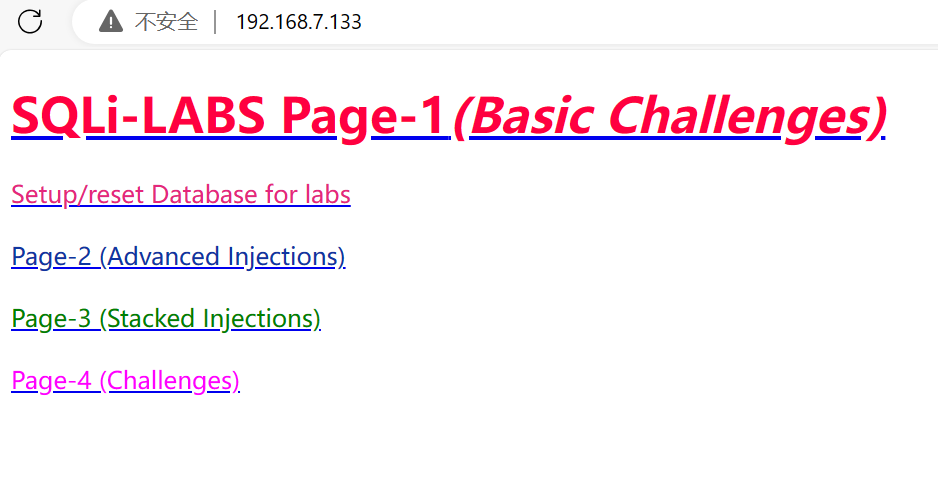 不安全 | 192.168.7.133
SQLi-LABS Page-1(Basic Challenges)
Setup/reset Database for labs
Page-2 (Advanced Injections)
Page-3 (Stacked Injections)
Page-4 (Challenges)